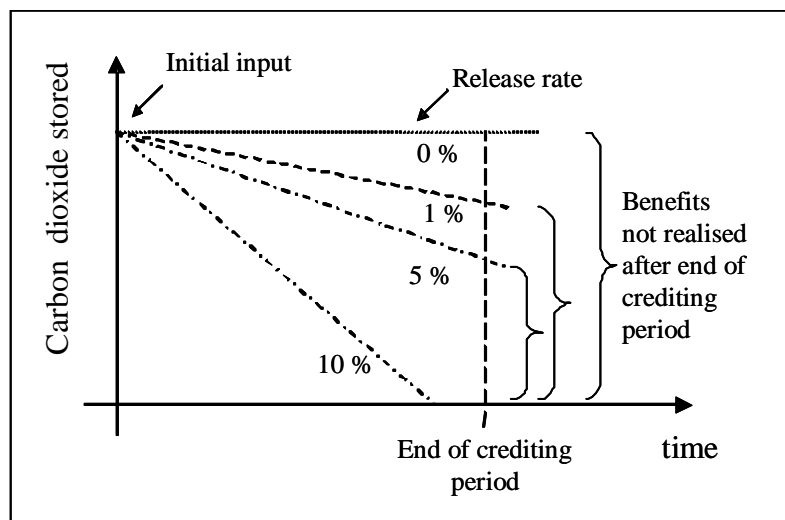 Initial input
Release rate
Carbon dioxide stored
0 %
1 %
5 %
10 %
Benefits
not realised
after end of
crediting
period
End of crediting
period
time